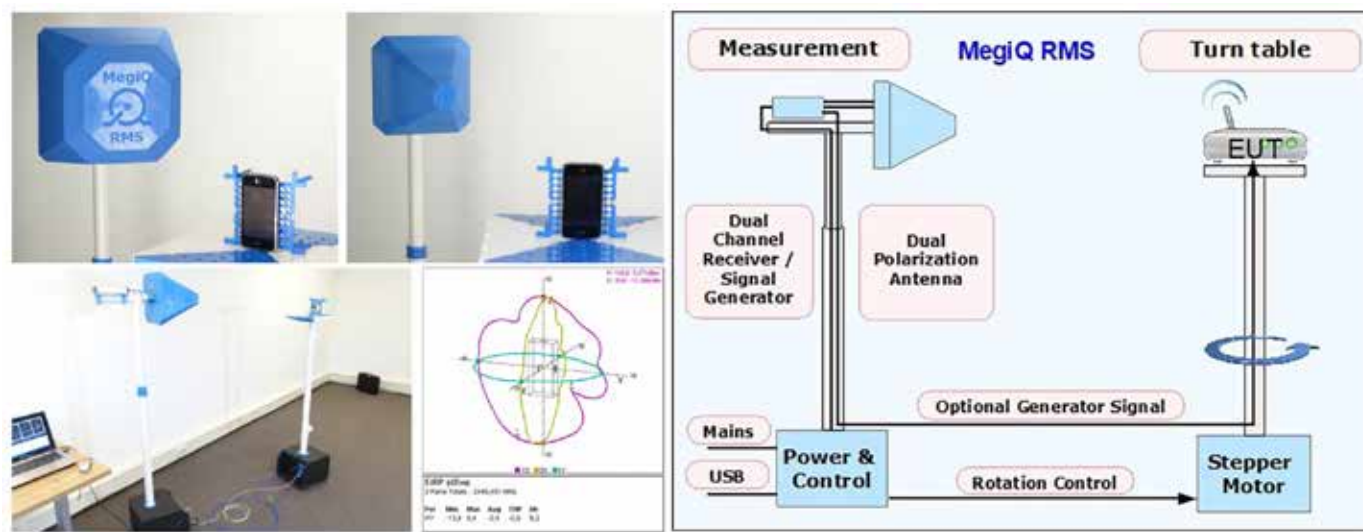 MegiQ
RMS
Measurement
MegiQ RMS
Turn table
EUT
Dual
Channel
Receiver /
Signal
Generator
Dual
Polarization
Antenna
Optional Generator Signal
Mains
USB
Power &
Control
Rotation Control
Stepper
Motor